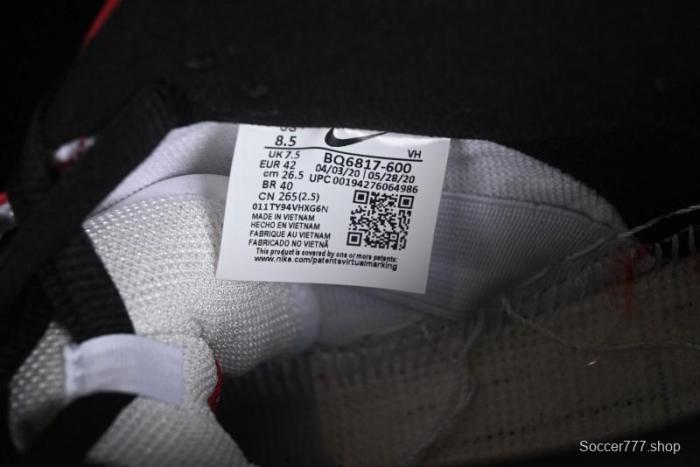 US
8.5
UK 7.5
EUR 42
cm 26.5
BR 40
CN 265(2.5)
VH
BQ6817-600
04/03/20 | 05/28/20
UPC 00194276064986
011TY94VHXG6N
MADE IN VIETNAM
HECHO EN VIETNAM
FABRIQUE AU VIETNAM
FABRICADO NO VIETNÃ
This product is covered by one or more patents:
www.nike.com/patentsvirtualmarking
Soccer777.shop